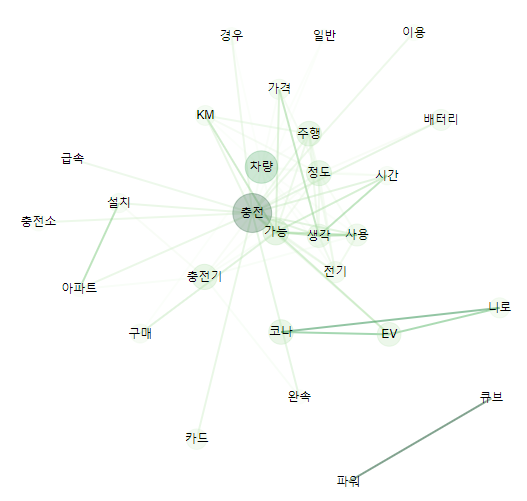 경우
일반
이용
가격
KM
배터리
주행
급속
차량
정도
시간
설치
충전
충전소
가능
생각
사용
전기
충전기
아파트
나로
구매
코나
EV
완속
큐브
카드
파워